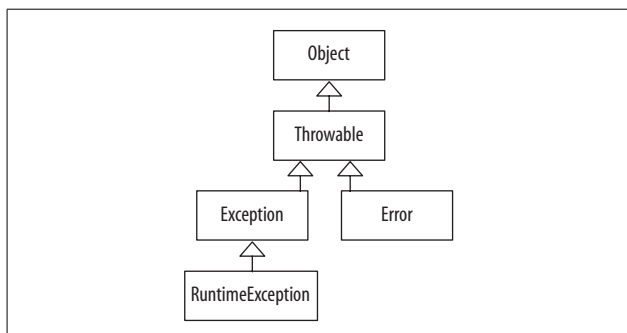 Object
Throwable
Exception
Error
RuntimeException